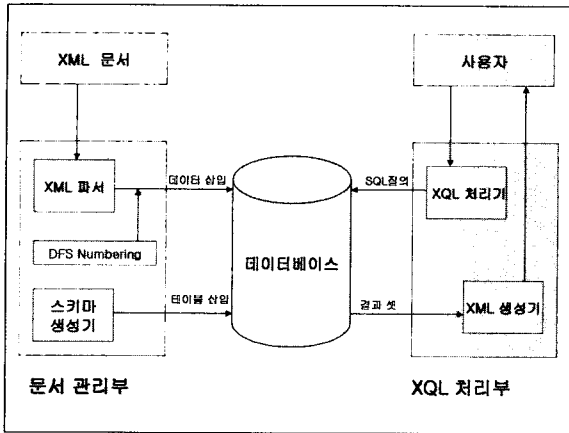 XML 문서
사용자
XML 파서
데이터 삽입
SQL질의
XQL 처리기
DFS Numbering
데이터베이스
스키마
생성기
테이블 삽입
결과 셋
XML 생성기
문서 관리부
XQL 처리부